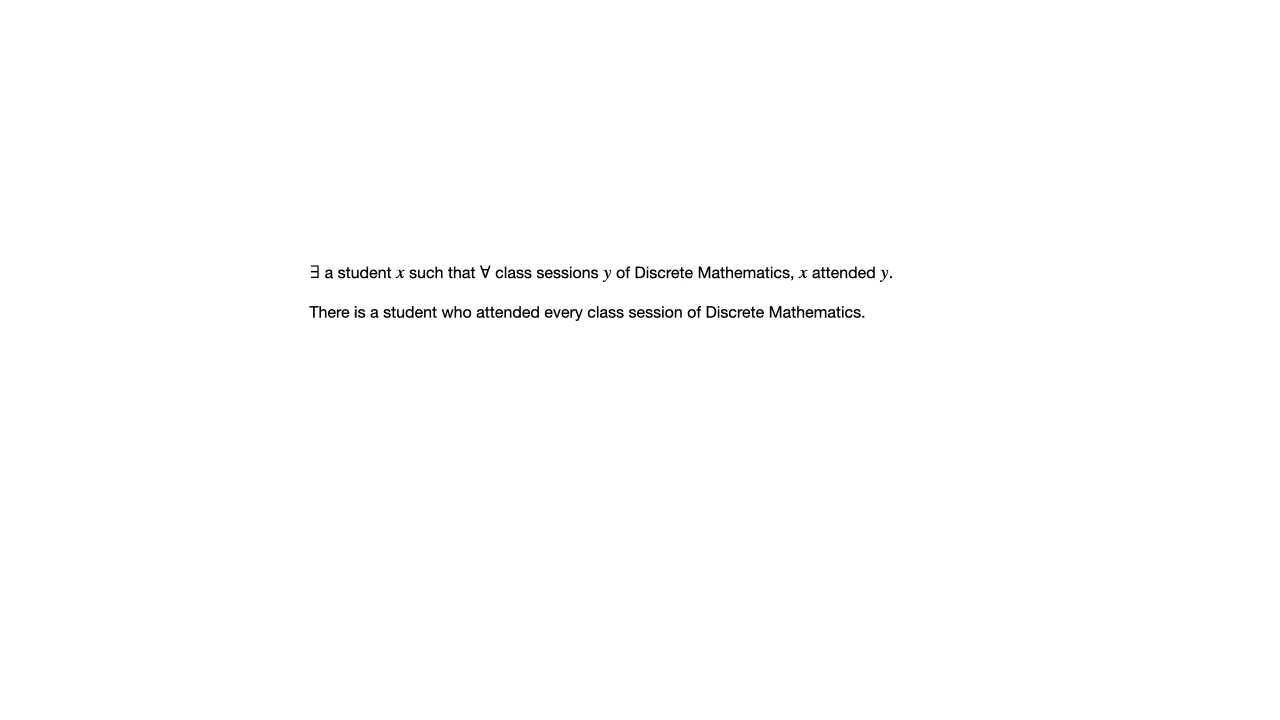 ∃ a student x such that ∀ class sessions y of Discrete Mathematics, x attended y.
There is a student who attended every class session of Discrete Mathematics.